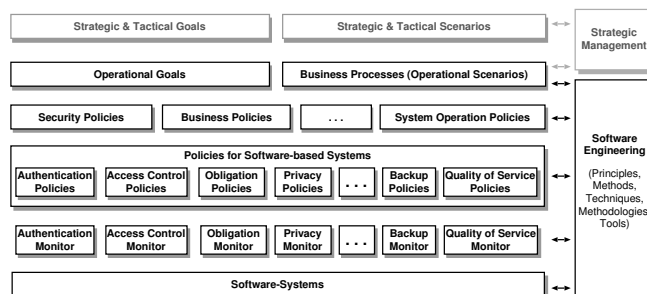 Strategic & Tactical Goals
Strategic & Tactical Scenarios
Strategic
Management
Operational Goals
Business Processes (Operational Scenarios)
Security Policies
Business Policies
. . .
System Operation Policies
Policies for Software-based Systems
Authentication
Policies
Access Control
Policies
Obligation
Policies
Privacy
Policies
. . .
Backup
Policies
Quality of Service
Policies
Authentication
Monitor
Access Control
Monitor
Obligation
Monitor
Privacy
Monitor
. . .
Backup
Monitor
Quality of Service
Monitor
Software-Systems
Software
Engineering
(Principles,
Methods,
Techniques,
Methodologies
Tools)